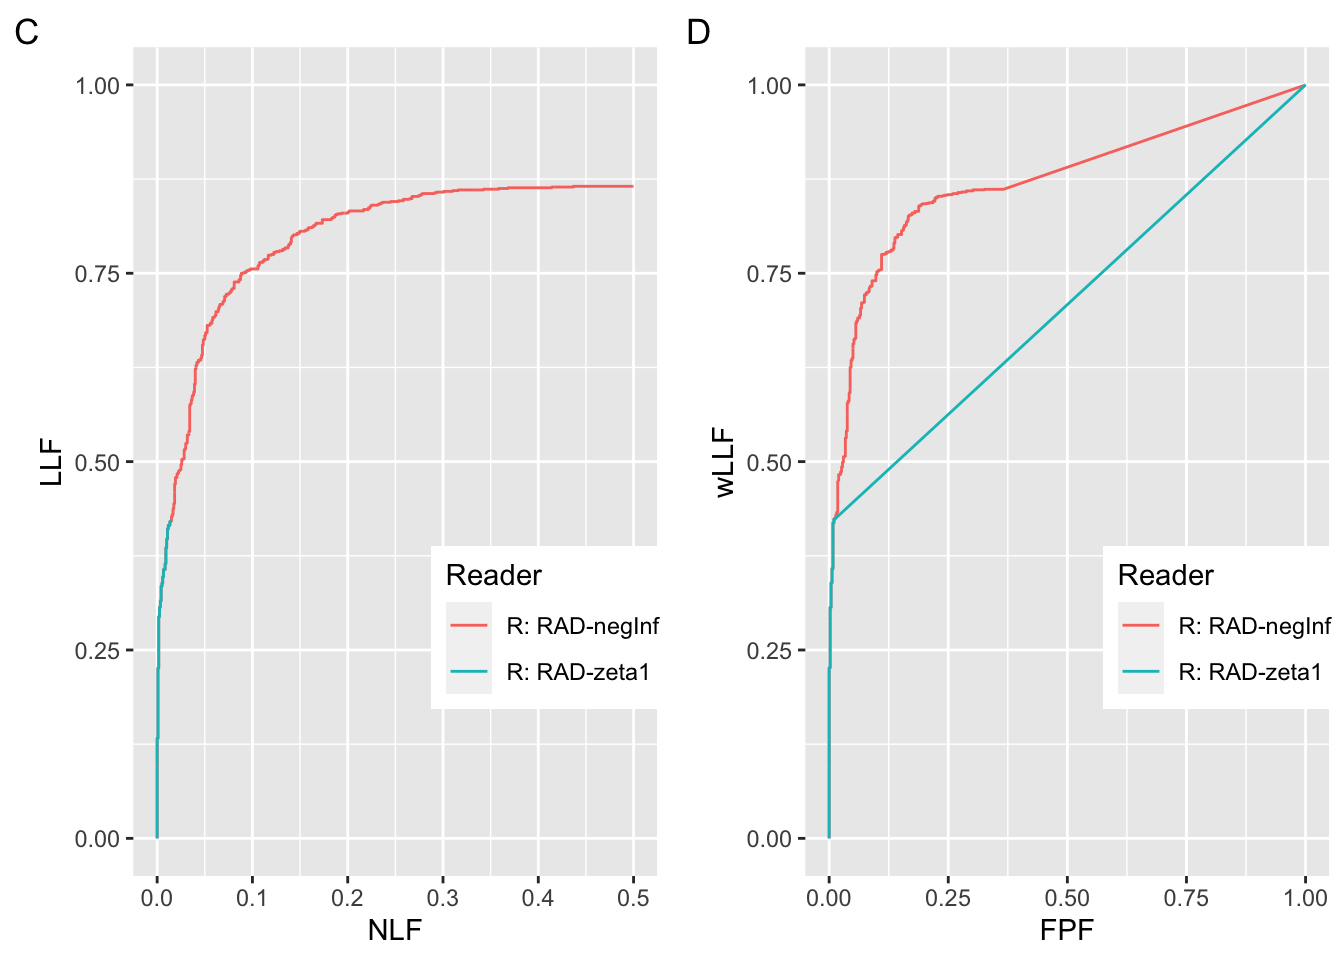 C
LLF
1.00
0.75
0.50
0.25
0.00
0.0 0.1 0.2 0.3 0.4 0.5
NLF
Reader
R: RAD-negInf
R: RAD-zeta1
D
wLLF
1.00
0.75
0.50
0.25
0.00
0.00 0.25 0.50 0.75 1.00
FPF
Reader
R: RAD-negInf
R: RAD-zeta1